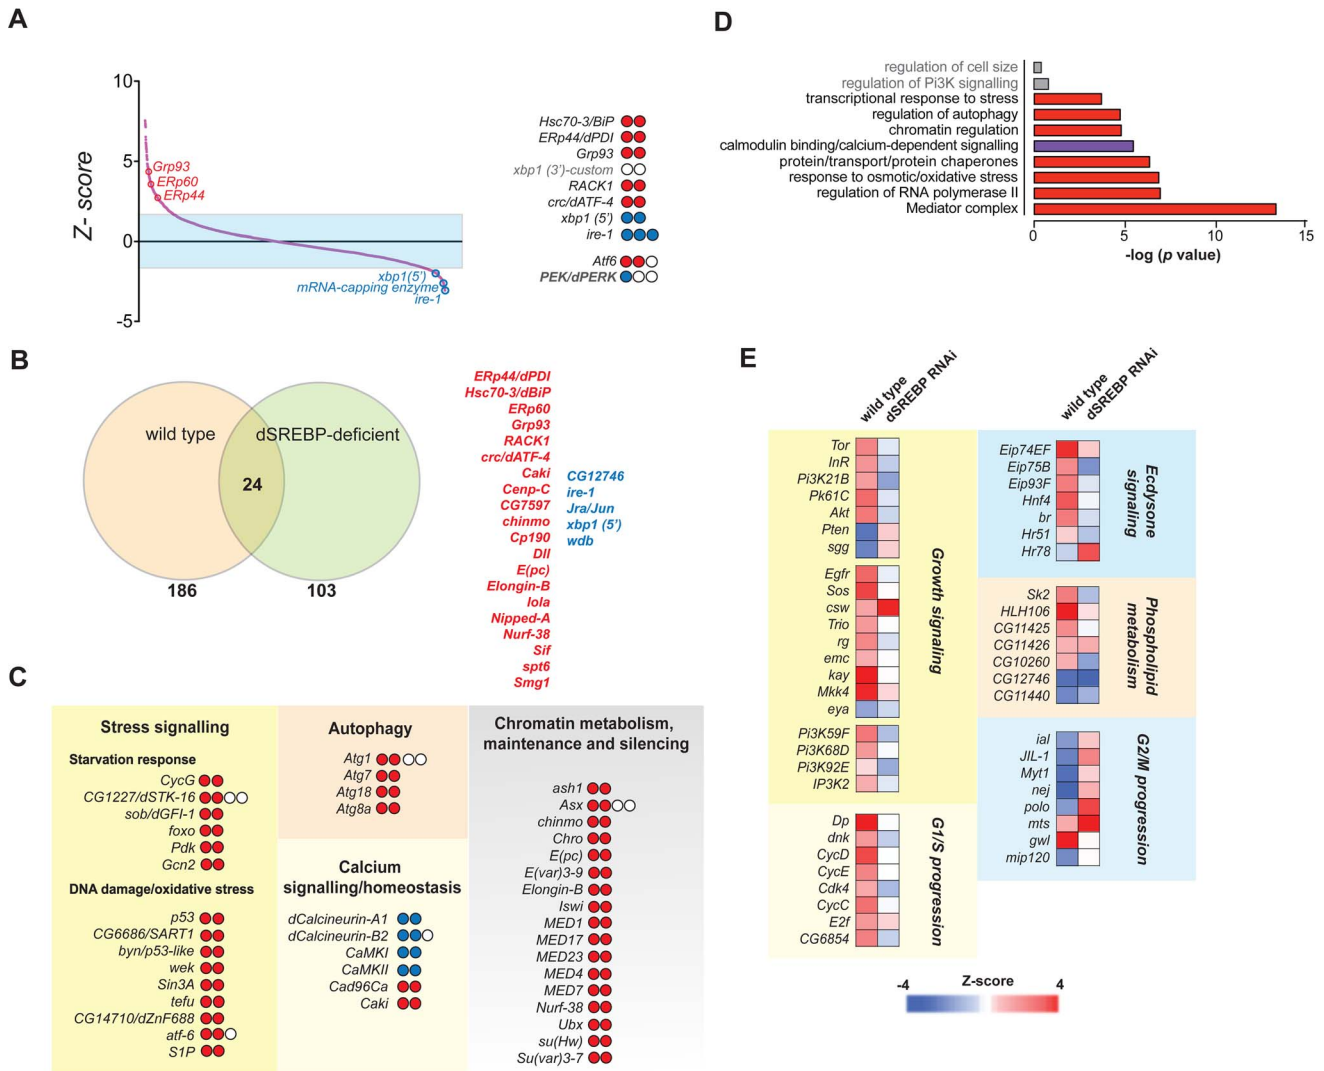 A
10
5
0
-5
Z- score
Grp93
ERp60
ERp44
xbp1(5')
mRNA-capping enzyme
ire-1
Hsc70-3/BiP
ERp44/dPDI
Grp93
xbp1 (3')-custom
RACK1
crc/dATF-4
xbp1 (5')
ire-1
Atf6
PEK/dPERK
D
regulation of cell size
regulation of Pi3K signalling
transcriptional response to stress
regulation of autophagy
chromatin regulation
calmodulin binding/calcium-dependent signalling
protein/transport/protein chaperones
response to osmotic/oxidative stress
regulation of RNA polymerase II
Mediator complex
0 5 10 15
-log (p value)
B
wild type
dSREBP-deficient
24
186
103
ERp44/dPDI
Hsc70-3/dBiP
ERp60
Grp93
RACK1
crc/dATF-4
Caki
Cenp-C
CG7597
chinmo
Cp190
Dll
E(pc)
Elongin-B
lola
Nipped-A
Nurf-38
Sif
spt6
Smg1
CG12746
ire-1
Jra/Jun
xbp1 (5')
wdb
C
Stress signalling
Starvation response
CycG
CG1227/dSTK-16
sob/dGFI-1
foxo
Pdk
Gcn2
DNA damage/oxidative stress
p53
CG6686/SART1
byn/p53-like
wek
Sin3A
tefu
CG14710/dZnF688
atf-6
S1P
Autophagy
Atg1
Atg7
Atg18
Atg8a
Calcium
signalling/homeostasis
dCalcineurin-A1
dCalcineurin-B2
CaMKI
CaMKII
Cad96Ca
Caki
Chromatin metabolism,
maintenance and silencing
ash1
Asx
chinmo
Chro
E(pc)
E(var)3-9
Elongin-B
Iswi
MED1
MED17
MED23
MED4
MED7
Nurf-38
Ubx
su(Hw)
Su(var)3-7
E
wild type
dSREBP RNAi
Tor
InR
Pi3K21B
Pk61C
Akt
Pten
sgg
Egfr
Sos
csw
Trio
rg
emc
kay
Mkk4
eya
Pi3K59F
Pi3K68D
Pi3K92E
IP3K2
Growth signaling
Dp
dnk
CycD
CycE
Cdk4
CycC
E2f
CG6854
G1/S progression
wild type
dSREBP RNAi
Eip74EF
Eip75B
Eip93F
Hnf4
br
Hr51
Hr78
Ecdysone
signaling
Sk2
HLH106
CG11425
CG11426
CG10260
CG12746
CG11440
Phospholipid
metabolism
ial
JIL-1
Myt1
nej
polo
mts
gwl
mip120
G2/M progression
Z-score
-4
4